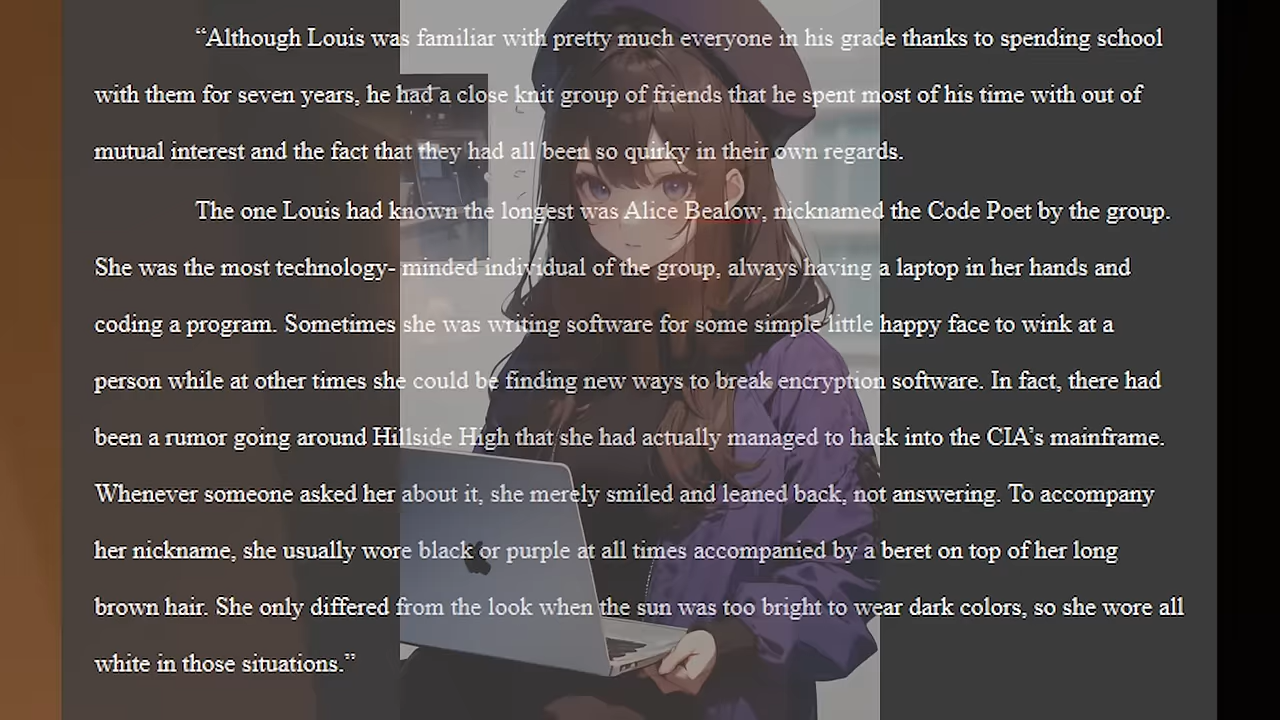 “Although Louis was familiar with pretty much everyone in his grade thanks to spending school
with them for seven years, he had a close knit group of friends that he spent most of his time with out of
mutual interest and the fact that they had all been so quirky in their own regards.
The one Louis had known the longest was Alice Bealow, nicknamed the Code Poet by the group.
She was the most technology- minded individual of the group, always having a laptop in her hands and
coding a program. Sometimes she was writing software for some simple little happy face to wink at a
person while at other times she could be finding new ways to break encryption software. In fact, there had
been a rumor going around Hillside High that she had actually managed to hack into the CIA’s mainframe.
Whenever someone asked her about it, she merely smiled and leaned back, not answering. To accompany
her nickname, she usually wore black or purple at all times accompanied by a beret on top of her long
brown hair. She only differed from the look when the sun was too bright to wear dark colors, so she wore all
white in those situations.”